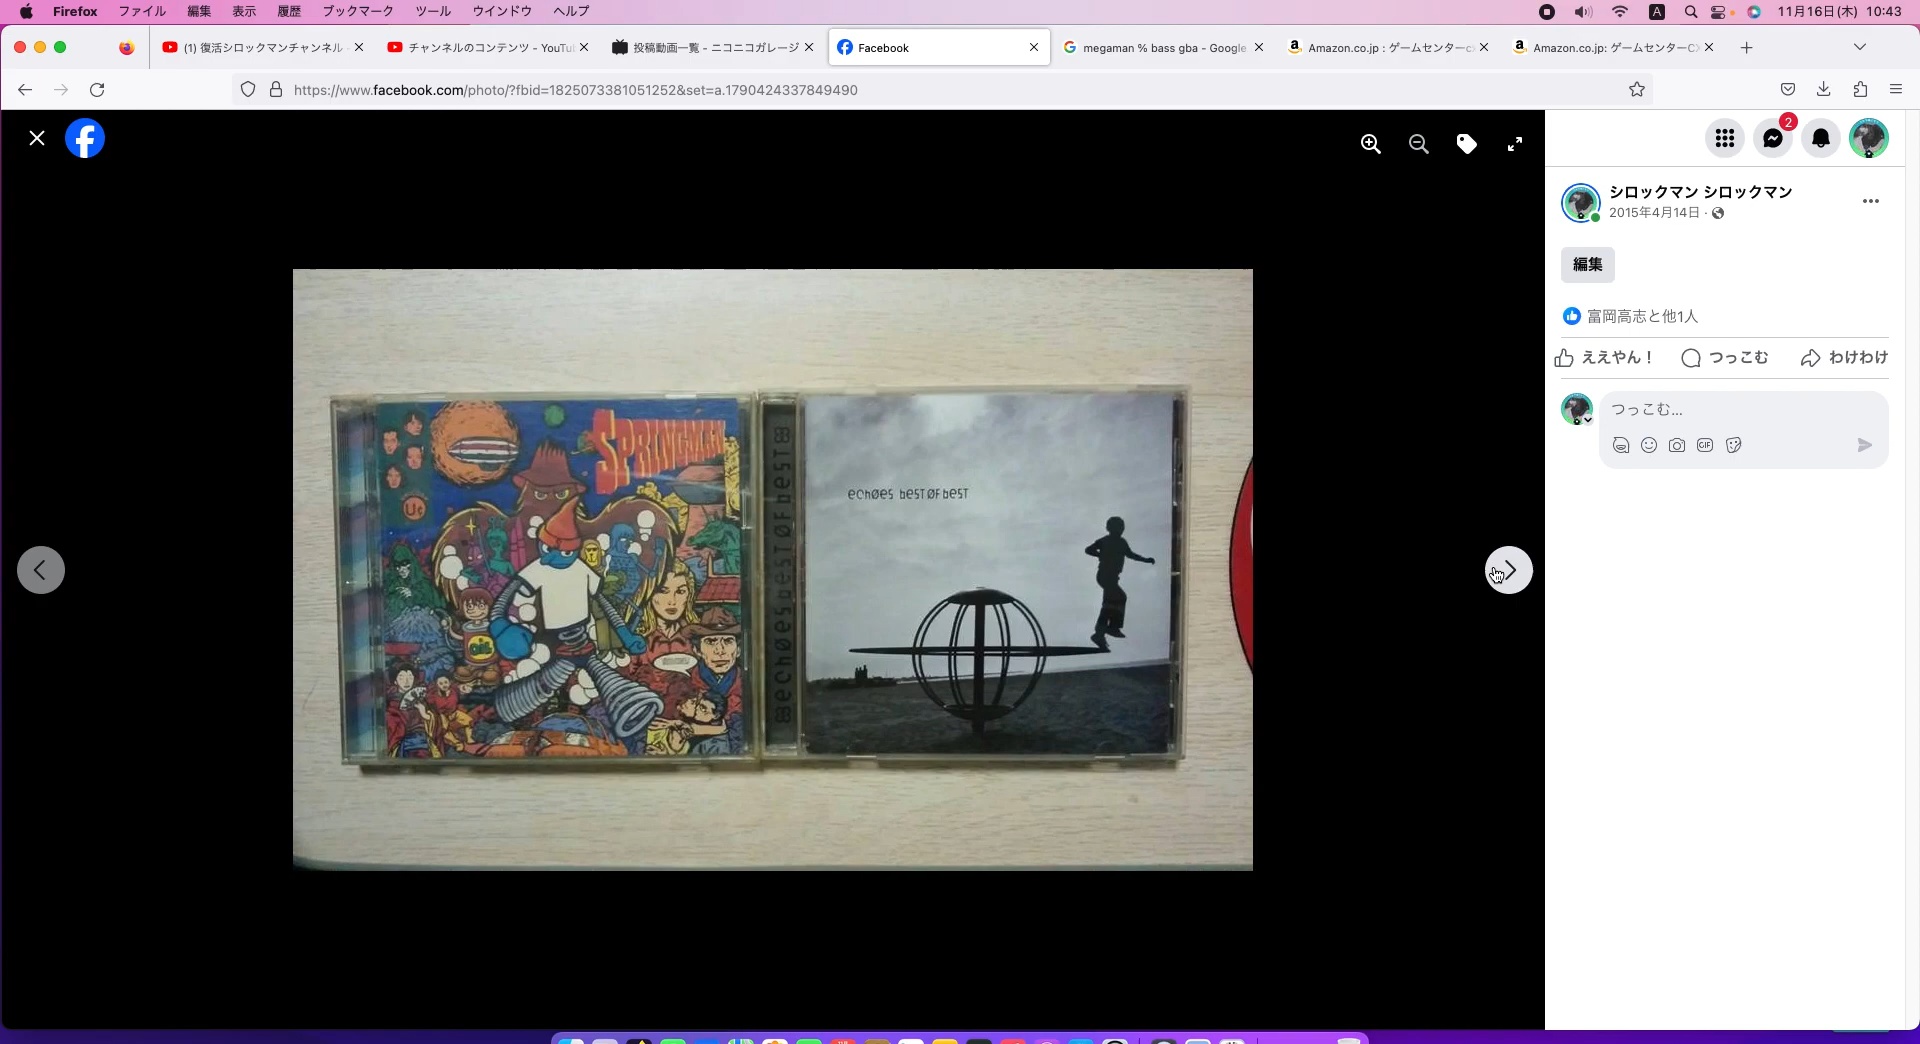 Firefox ファイル 編集 表示 履歴 ブックマーク ツール ウインドウ ヘルプ
A
11月16日(木) 10:43
(1) 復活シロックマンチャンネル
チャンネルのコンテンツ - YouTu
投稿動画一覧 - ニコニコガレージ
Facebook
megaman % bass gba - Google
Amazon.co.jp : ゲームセンターc
Amazon.co.jp: ゲームセンターC
https://www.facebook.com/photo/?fbid=1825073381051252&set=a.1790424337849490
2
シロックマン シロックマン
2015年4月14日
編集
富岡高志と他1人
ええやん！ つっこむ わけわけ
つっこむ...
GIF
SPRINGMAN
OIL
echøes besTØFbesT
echøes besTØFbesT